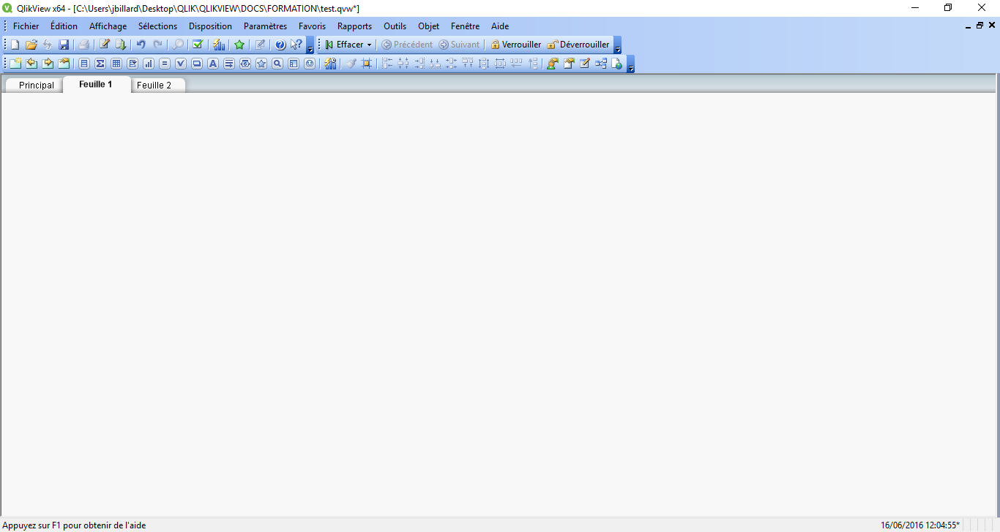 QlikView x64 - [C:\Users\jbillard\Desktop\QLIK\QLIKVIEW\DOCS\FORMATION\test.qvw*]
Fichier Édition Affichage Sélections Disposition Paramètres Favoris Rapports Outils Objet Fenêtre Aide
Effacer Précédent Suivant Verrouiller Déverrouiller
Principal Feuille 1 Feuille 2
Appuyez sur F1 pour obtenir de l'aide 16/06/2016 12:04:55*